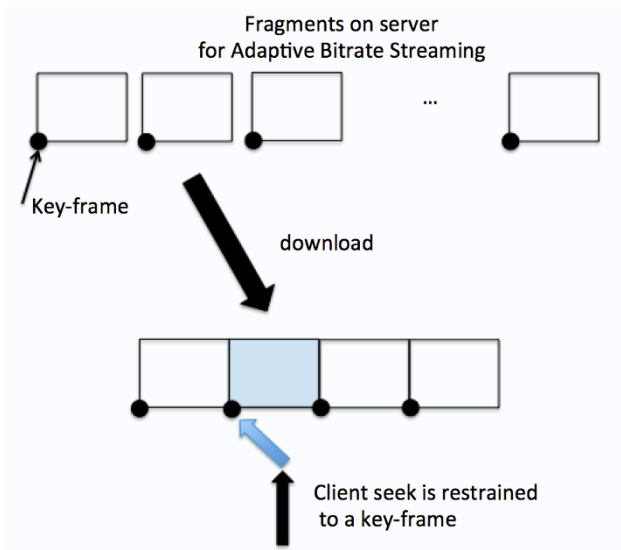 Fragments on server
for Adaptive Bitrate Streaming
...
Key-frame
download
Client seek is restrained
to a key-frame